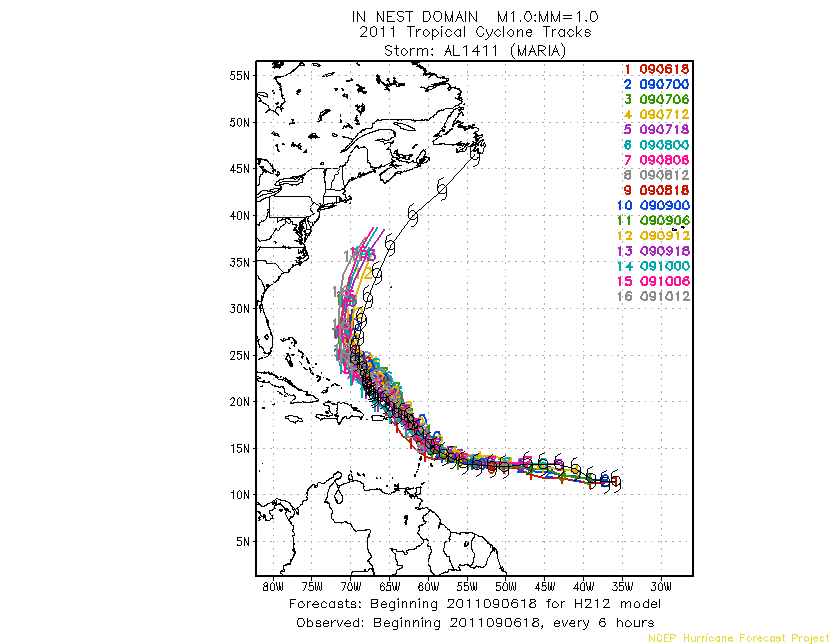 IN NEST DOMAIN M1.0:MM=1.0
2011 Tropical Cyclone Tracks
Storm: AL1411 (MARIA)
1 090618
2 090700
3 090706
4 090712
5 090718
6 090800
7 090806
8 090812
9 090818
10 090900
11 090906
12 090912
13 090918
14 091000
15 091006
16 091012
55N
50N
45N
40N
35N
30N
25N
20N
15N
10N
5N
80W 75W 70W 65W 60W 55W 50W 45W 40W 35W 30W
Forecasts: Beginning 2011090618 for H212 model
Observed: Beginning 2011090618, every 6 hours
NCEP Hurricane Forecast Project